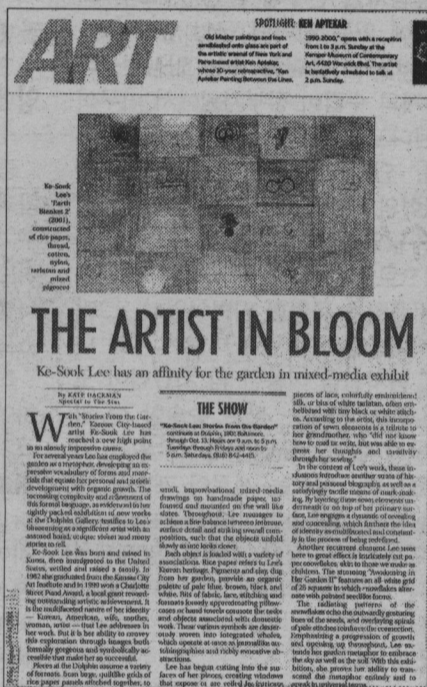 ART
SPOTLIGHT: KEN APTEKAR
Old Master paintings and texts
sandblasted onto glass are part of
the artistic arsenal of New York and
Paris-based artist Ken Aptekar,
whose 10-year retrospective, "Ken
Aptekar: Painting Between the Lines,
1990-2000," opens with a reception
from 1 to 3 p.m. Sunday at the
Kemper Museum of Contemporary
Art, 4420 Warwick Blvd. The artist
is tentatively scheduled to talk at
2 p.m. Sunday.
Ke-Sook
Lee's
'Earth
Blanket 2'
(2001),
constructed
of rice paper,
thread,
cotton,
nylon,
tarlatan and
mixed
pigments
THE ARTIST IN BLOOM
Ke-Sook Lee has an affinity for the garden in mixed-media exhibit
By KATE HACKMAN
Special to The Star
With "Stories From the Gar-
den," Kansas City-based
artist Ke-Sook Lee has
reached a new high point
in an already impressive career.
For several years Lee has employed the
garden as a metaphor, developing an ex-
pressive vocabulary of forms and mate-
rials that equate her personal and artistic
development with organic growth. The
increasing complexity and refinement of
this formal language, as evidenced in her
tightly packed exhibition of new works
at the Dolphin Gallery, testifies to Lee's
blossoming as a significant artist with an
assured hand, unique vision and many
stories to tell.
Ke-Sook Lee was born and raised in
Korea, then immigrated to the United
States, settled and raised a family. In
1982 she graduated from the Kansas City
Art Institute and in 1999 won a Charlotte
Street Fund Award, a local grant reward-
ing outstanding artistic achievement. It
is the multifaceted nature of her identity
— Korean, American, wife, mother,
woman, artist — that Lee addresses in
her work. But it is her ability to convey
this exploration through images both
formally gorgeous and symbolically ac-
cessible that make her so successful.
Pieces at the Dolphin assume a variety
of formats, from large, quiltlike grids of
rice paper panels stitched together, to
THE SHOW
"Ke-Sook Lee: Stories From the Garden"
continues at Dolphin, 1901 Baltimore,
through Oct. 13. Hours are 9 a.m. to 5 p.m.
Tuesdays through Fridays and noon to
5 p.m. Saturdays. (816) 842-4415.
small, improvisational mixed-media
drawings on handmade paper, un-
framed and mounted on the wall like
shirts. Throughout, Lee manages to
achieve a fine balance between intimate
surface detail and striking overall com-
position, such that the objects unfold
slowly as one looks closer.
Each object is loaded with a variety of
associations. Rice paper refers to Lee's
Korean heritage. Pigments and clay dug
from her garden, provide an organic
palette of pale blue, brown, black and
white. Bits of fabric, lace, stitching and
formats loosely approximating pillow-
cases or hand towels connote the tasks
and objects associated with domestic
work. These various symbols are dense-
ly woven into integrated wholes,
which operate at once as journal-like au-
tobiographies and richly evocative ab-
stractions.
Lee has begun cutting into the sur-
faces of her pieces, creating windows
that expose or are veiled by intricate
pieces of lace, colorfully embroidered
silk, or bits of white tarlatan, often em-
bellished with tiny black or white stitch-
es. According to the artist, this incorpo-
ration of sewn elements is a tribute to
her grandmother, who "did not know
how to read or write, but was able to ex-
press her thoughts and creativity
through her sewing."
In the context of Lee's work, these in-
clusions introduce another strata of his-
tory and personal biography, as well as a
satisfyingly tactile means of mark-mak-
ing. By layering these sewn elements un-
derneath or on top of her primary sur-
face, Lee engages a dynamic of revealing
and concealing, which furthers the idea
of identity as multifaceted and constant-
ly in the process of being redefined.
Another recurrent element Lee uses
here to great effect is intricately cut pa-
per snowflakes, akin to those we make as
children. The stunning "Awakening in
Her Garden II" features an all-white grid
of 25 squares in which snowflakes alter-
nate with painted seedlike forms.
The radiating patterns of the
snowflakes echo the outwardly gesturing
lines of the seeds, and overlaying spirals
of pale stitches reinforce the connection.
Emphasizing a progression of growth
and opening up throughout, Lee ex-
tends her garden metaphor to embrace
the sky as well as the soil. With this exhi-
bition, she proves her ability to trans-
cend the metaphor entirely and to
speak in universal terms.